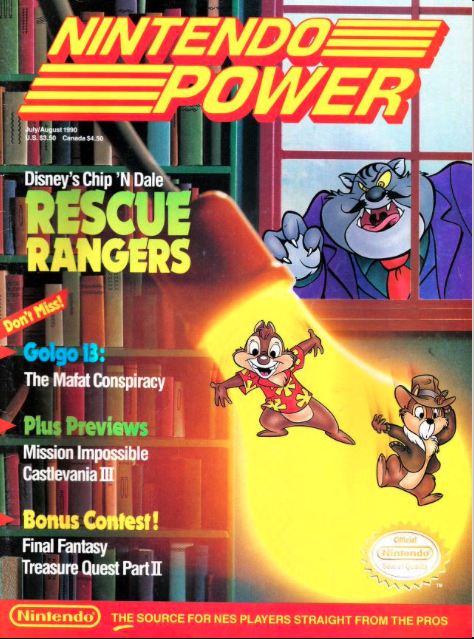 NINTENDO
POWER
July/August 1990
U.S. $3.50 Canada $4.50
Disney's Chip 'N Dale
RESCUE
RANGERS
Don't Miss!
Golgo 13:
The Mafat Conspiracy
Plus Previews
Mission Impossible
Castlevania III
Bonus Contest!
Final Fantasy
Treasure Quest Part II
Official
Nintendo
Seal of Quality
TM
Nintendo THE SOURCE FOR NES PLAYERS STRAIGHT FROM THE PROS